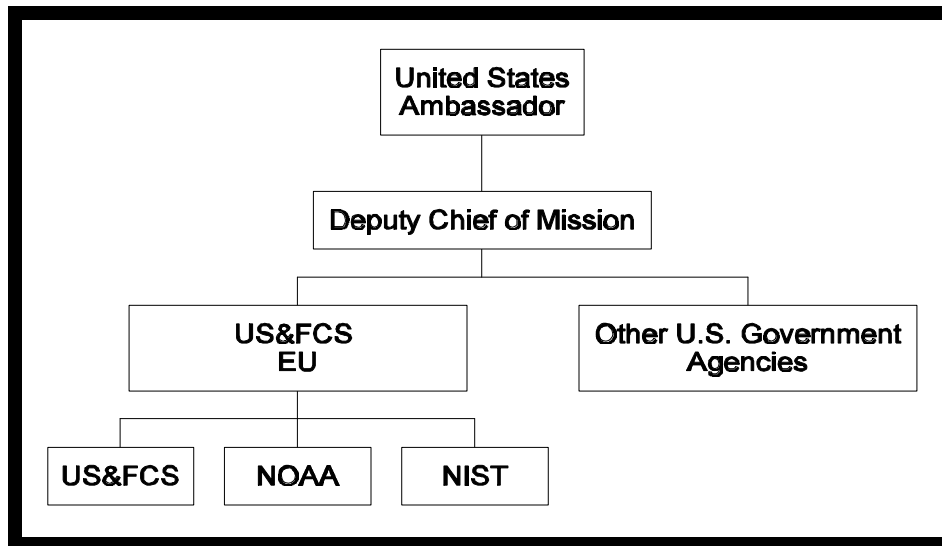 United States
Ambassador
Deputy Chief of Mission
US&FCS
EU
Other U.S. Government
Agencies
US&FCS
NOAA
NIST